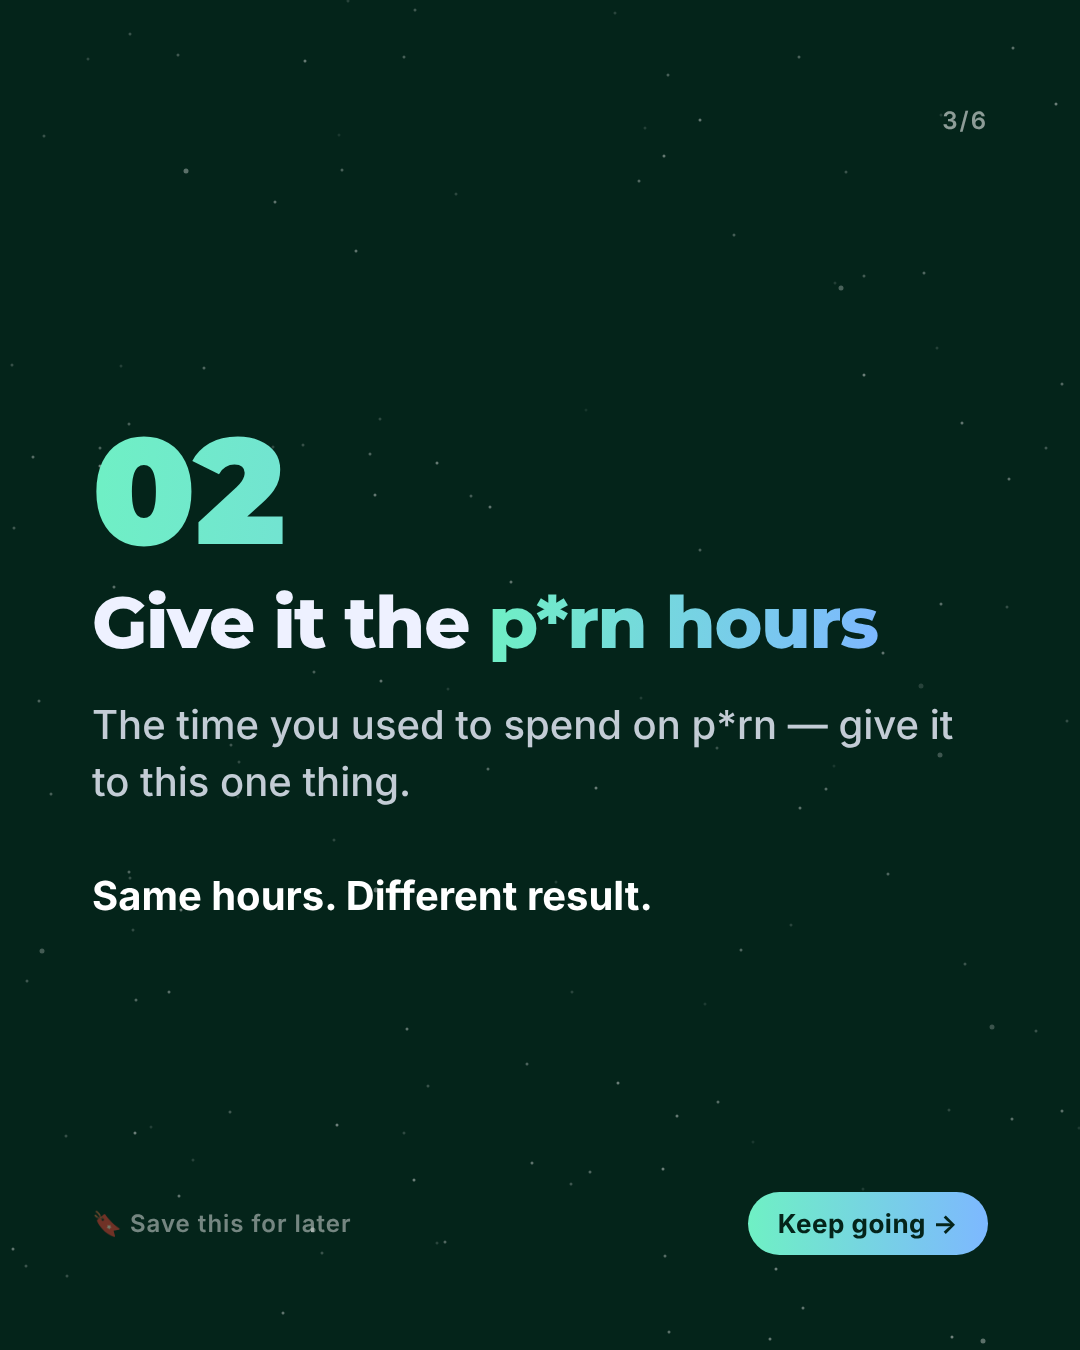 3/6
02
Give it the p*rn hours
The time you used to spend on p*rn — give it
to this one thing.
Same hours. Different result.
🔖 Save this for later
Keep going →